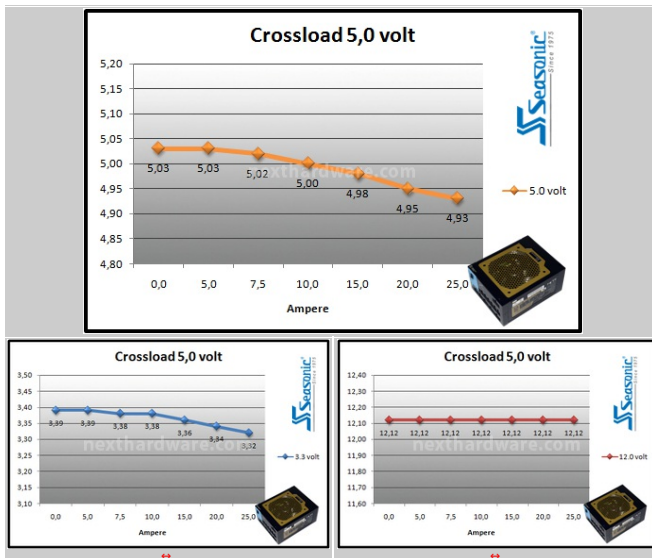 Crossload 5,0 volt
Seasonic
Since 1975
5,20
5,15
5,10
5,05
5,00
4,95
4,90
4,85
4,80
5,03 5,03 5,02 5,00 4,98 4,95 4,93
nexthardware.com
5.0 volt
0,0 5,0 7,5 10,0 15,0 20,0 25,0
Ampere
Crossload 5,0 volt
Seasonic
Since 1975
3,50
3,45
3,40
3,35
3,30
3,25
3,20
3,15
3,10
3,39 3,39 3,38 3,38 3,36 3,34 3,32
nexthardware.com
3.3 volt
0,0 5,0 7,5 10,0 15,0 20,0 25,0
Ampere
Crossload 5,0 volt
Seasonic
Since 1975
12,40
12,30
12,20
12,10
12,00
11,90
11,80
11,70
11,60
12,12 12,12 12,12 12,12 12,12 12,12 12,12
nexthardware.com
12.0 volt
0,0 5,0 7,5 10,0 15,0 20,0 25,0
Ampere